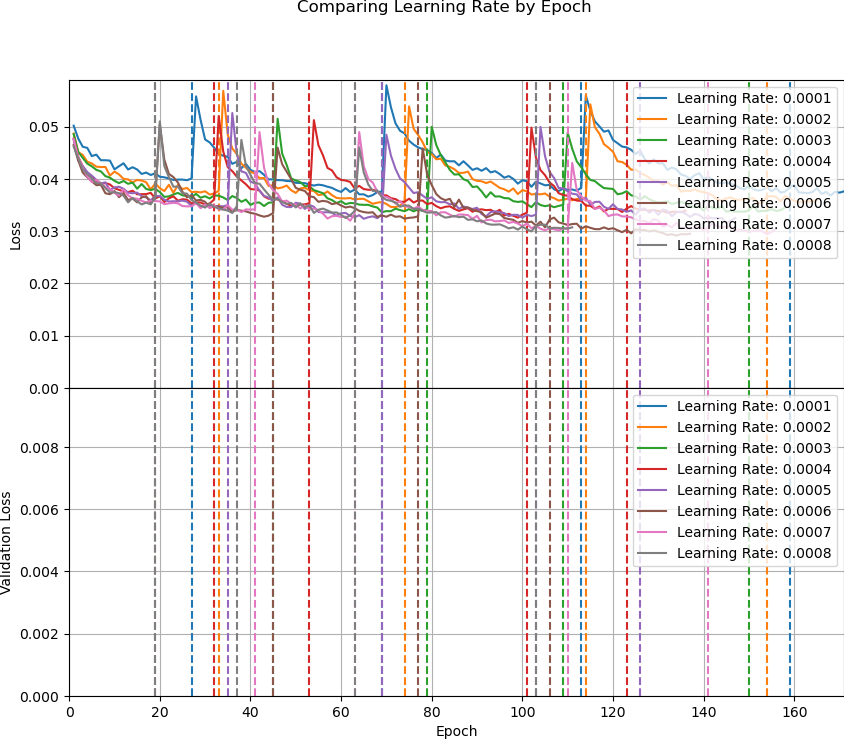 Comparing Learning Rate by Epoch
Loss
0.05
0.04
0.03
0.02
0.01
0.00
Learning Rate: 0.0001
Learning Rate: 0.0002
Learning Rate: 0.0003
Learning Rate: 0.0004
Learning Rate: 0.0005
Learning Rate: 0.0006
Learning Rate: 0.0007
Learning Rate: 0.0008
Validation Loss
0.008
0.006
0.004
0.002
0.000
Learning Rate: 0.0001
Learning Rate: 0.0002
Learning Rate: 0.0003
Learning Rate: 0.0004
Learning Rate: 0.0005
Learning Rate: 0.0006
Learning Rate: 0.0007
Learning Rate: 0.0008
0 20 40 60 80 100 120 140 160
Epoch